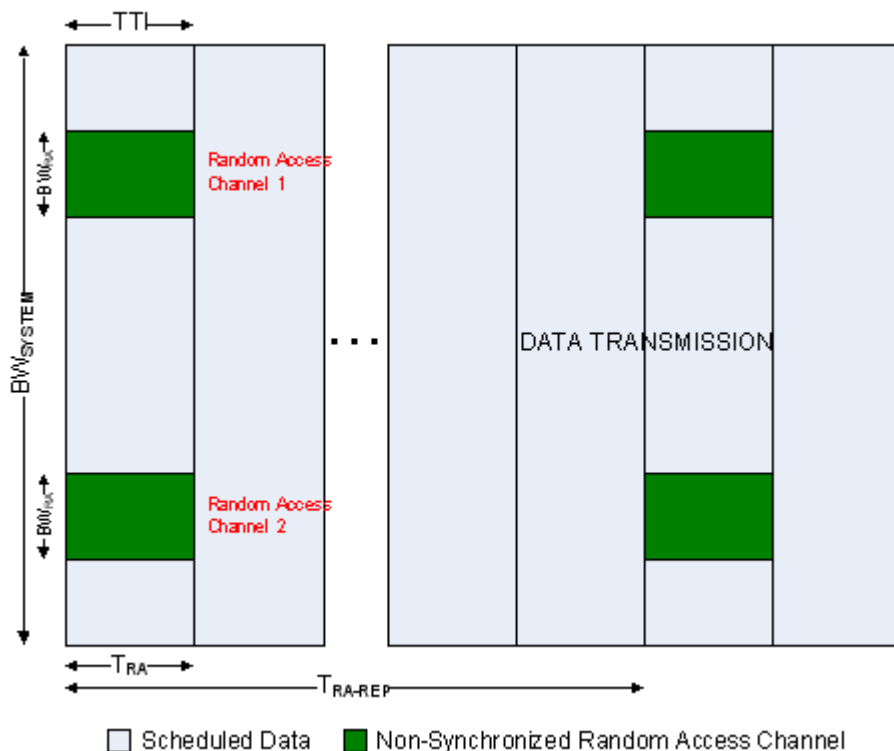 TTI
BW_RA
Random Access
Channel 1
BW_SYSTEM
DATA TRANSMISSION
BW_RA
Random Access
Channel 2
T_RA
T_RA-REP
Scheduled Data
Non-Synchronized Random Access Channel